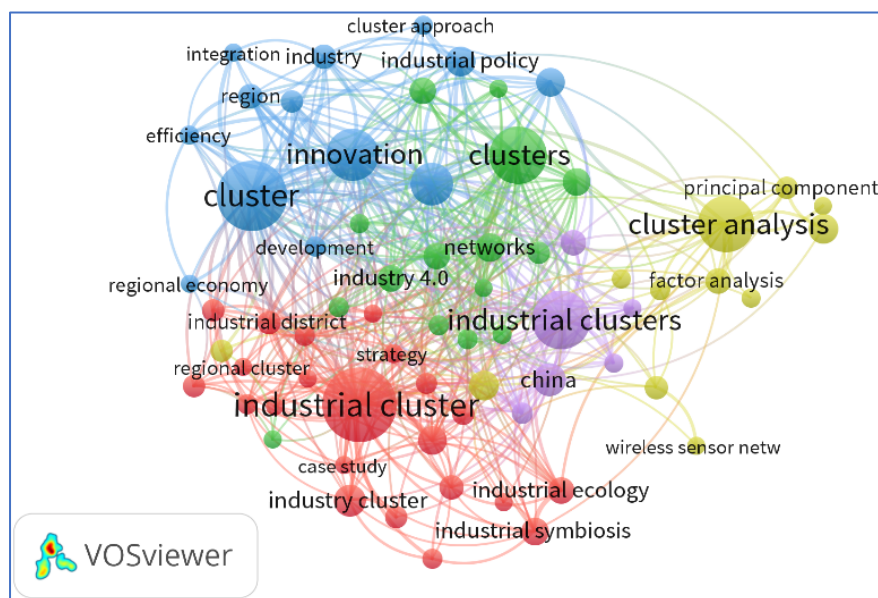 cluster approach
integration
industry
industrial policy
region
efficiency
innovation
clusters
principal component
cluster
cluster analysis
development
networks
industry 4.0
factor analysis
regional economy
industrial district
industrial clusters
strategy
regional cluster
china
industrial cluster
wireless sensor netw
case study
industry cluster
industrial ecology
industrial symbiosis
VOSviewer